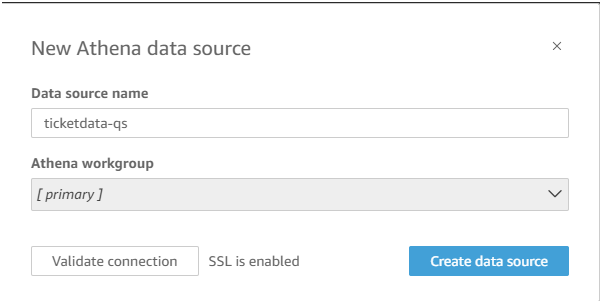 New Athena data source
Data source name
ticketdata-qs
Athena workgroup
[ primary ]
Validate connection SSL is enabled Create data source